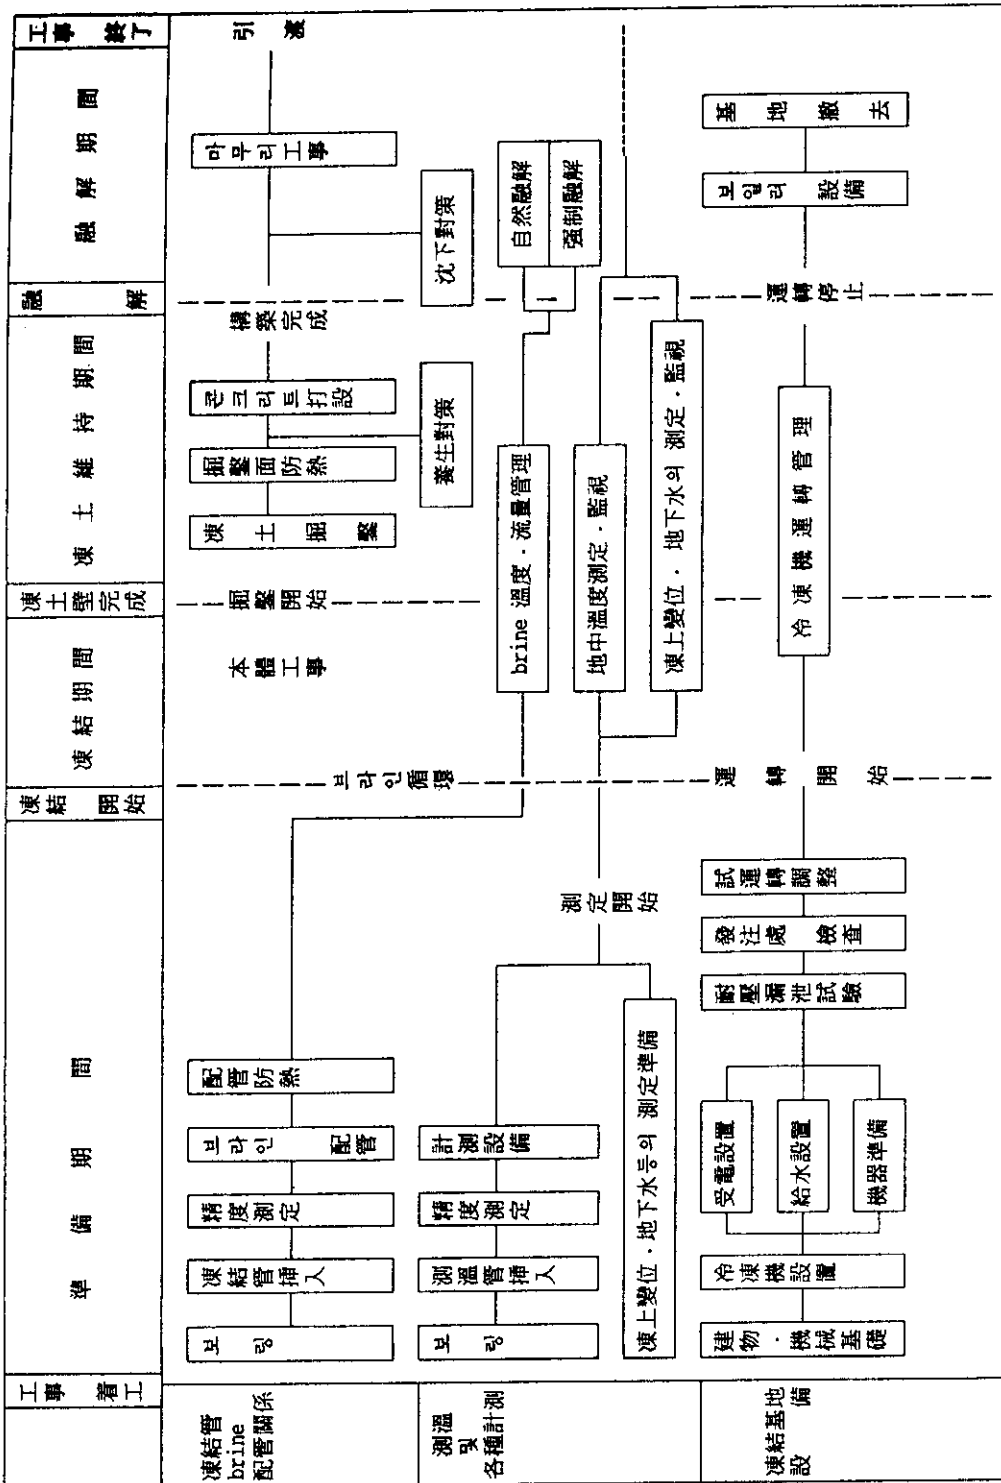 工事 着工
準備期間
凍結 開始
凍結期間
凍土壁完成
凍土維持期間
融解
融解期間
工事 終了
凍結管
brine
配管關係
보링
凍結管挿入
精度測定
브라인 配管
配管防熱
브라인循環
本體工事
掘鑿開始
凍土掘鑿
掘鑿面防熱
養生對策
콘크리트打設
構築完成
沈下對策
마무리工事
引渡
測溫
및
各種計測
보링
測溫管挿入
精度測定
計測設備
凍上變位·地下水등의 測定準備
測定開始
brine 溫度·流量管理
地中溫度測定·監視
凍上變位·地下水의 測定·監視
自然融解
强制融解
凍結基地
設備
建物·機械基礎
冷凍機設置
受電設置
給水設置
機器準備
耐壓漏泄試驗
發注處 檢査
試運轉調整
運轉開始
冷凍機運轉管理
運轉停止
보일러 設備
基地撤去